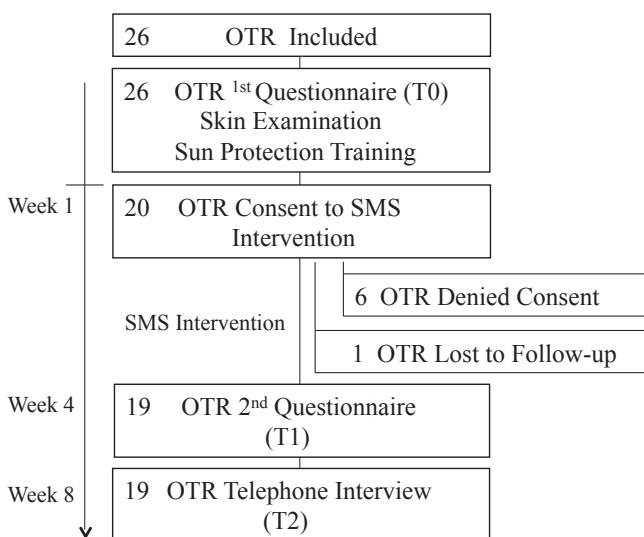 26 OTR Included
26 OTR 1st Questionnaire (T0)
Skin Examination
Sun Protection Training
Week 1
20 OTR Consent to SMS
Intervention
6 OTR Denied Consent
SMS Intervention
1 OTR Lost to Follow-up
Week 4
19 OTR 2nd Questionnaire
(T1)
Week 8
19 OTR Telephone Interview
(T2)